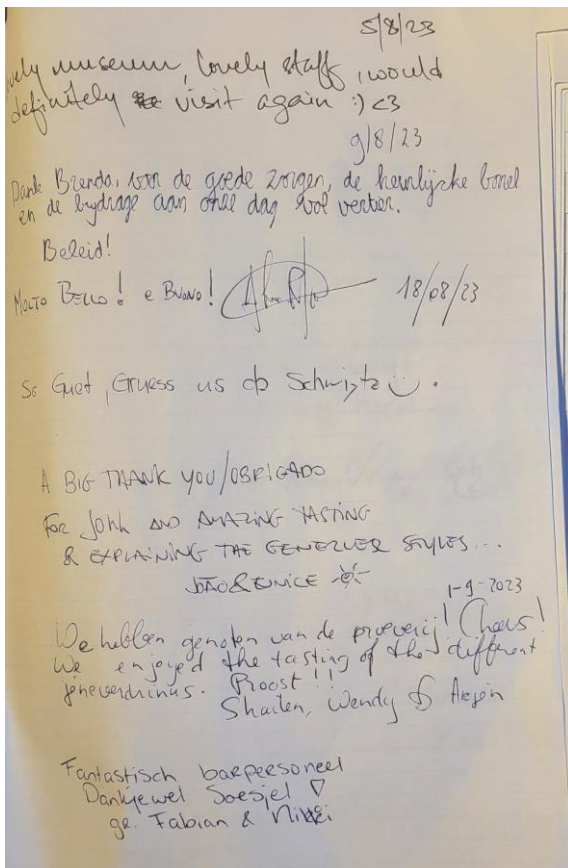 5/8/23
lovely museum, lovely staff, would
definitely visit again :) <3
9/8/23
Dank Brenda, voor de goede zorgen, de heerlijke borrel
en de bijdrage aan onze dag vol vertier.
Beleid!
MOLTO BELLO! e BUONO! 18/08/23
So Guet, Gruess us de Schwiiz
A BIG THANK YOU/OBRIGADO
FOR JOHN AND AMAZING TASTING
& EXPLAINING THE GENEVER STYLES...
JOÃO & EUNICE
1-9-2023
We hebben genoten van de proeverij! Cheers!
We enjoyed the tasting of the different
jeneverdrinks. Proost!!
Wendy & Arjen
Fantastisch barpersoneel
Dankjewel Soesjel
gr. Fabian & Nikki